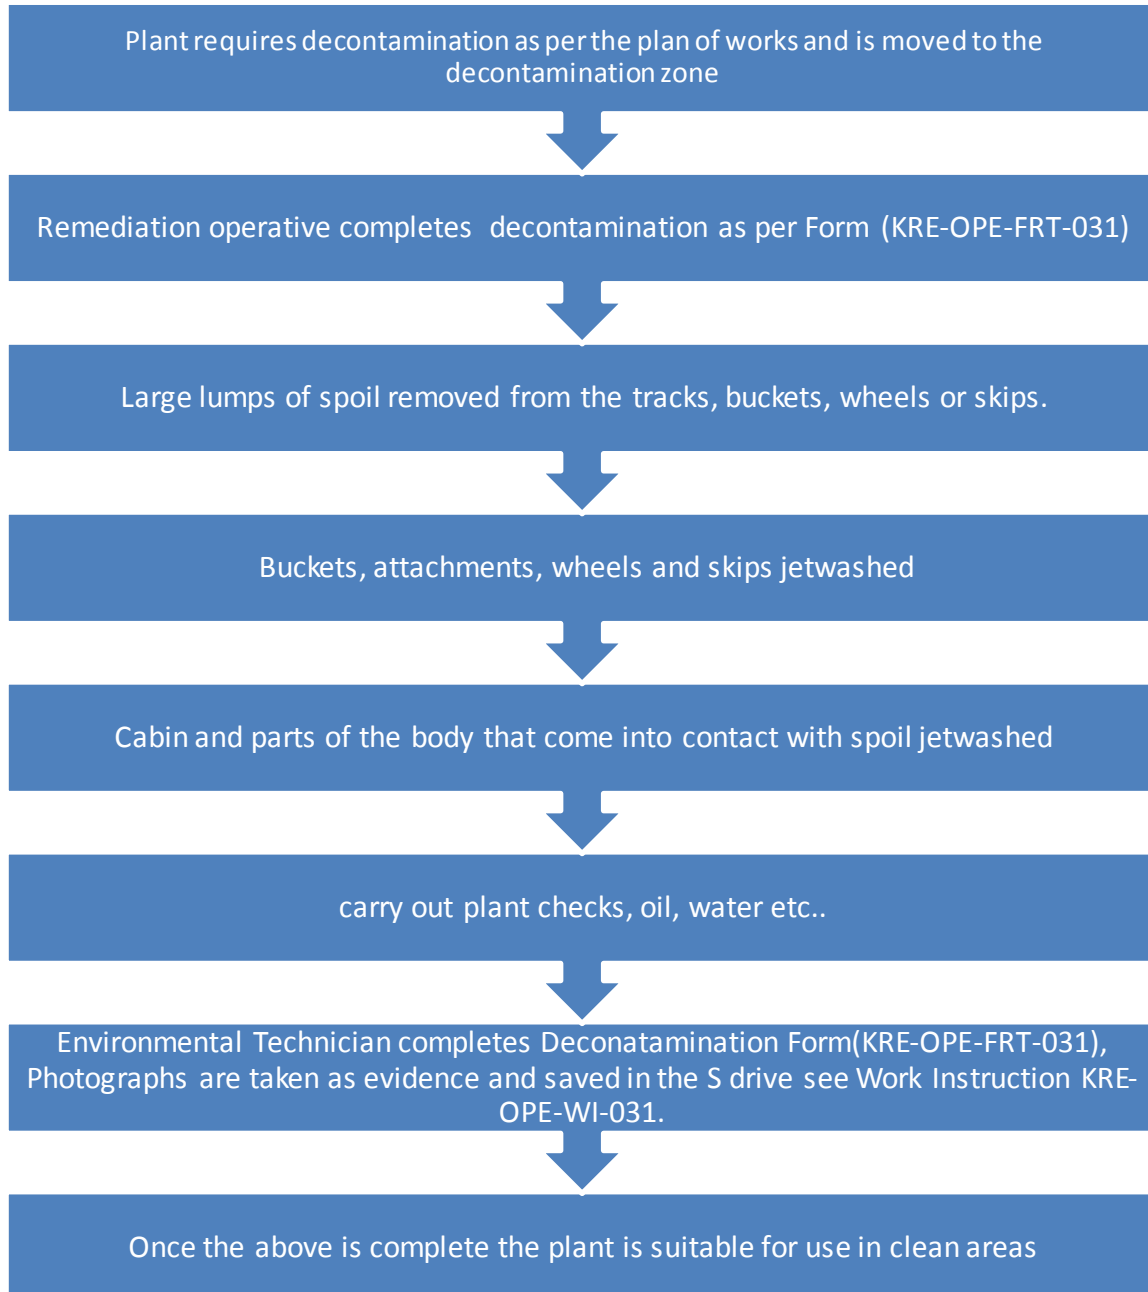 Plant requires decontamination as per the plan of works and is moved to the
decontamination zone
Remediation operative completes decontamination as per Form (KRE-OPE-FRT-031)
Large lumps of spoil removed from the tracks, buckets, wheels or skips.
Buckets, attachments, wheels and skips jetwashed
Cabin and parts of the body that come into contact with spoil jetwashed
carry out plant checks, oil, water etc..
Environmental Technician completes Deconatamination Form(KRE-OPE-FRT-031),
Photographs are taken as evidence and saved in the S drive see Work Instruction KRE-
OPE-WI-031.
Once the above is complete the plant is suitable for use in clean areas